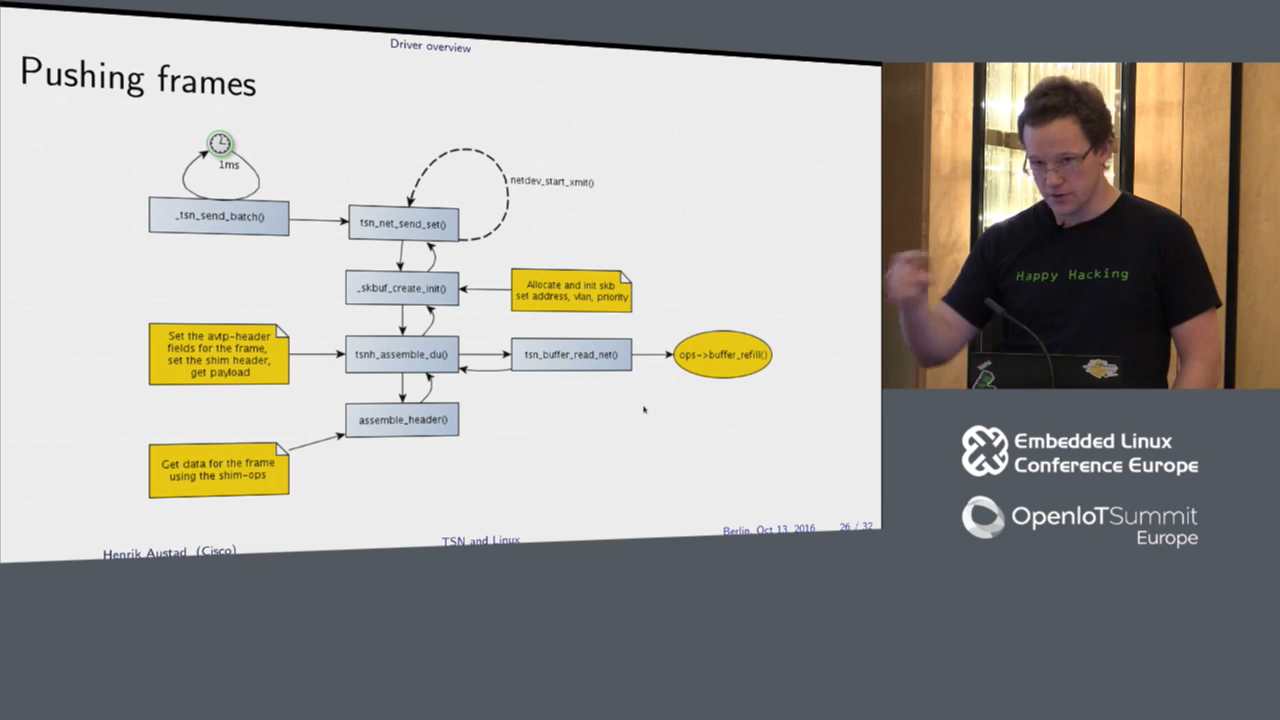 Driver overview
Pushing frames
1ms
netdev_start_xmit()
_tsn_send_batch()
tsn_net_send_set()
_skbuf_create_init()
Allocate and init skb
set address, vlan, priority
Set the avtp-header
fields for the frame,
set the shim header,
get payload
tsnh_assemble_du()
tsn_buffer_read_net()
ops->buffer_refill()
assemble_header()
Get data for the frame
using the shim-ops
Henrik Austad (Cisco)
TSN and Linux
Berlin, Oct 13, 2016
26 / 32
Happy Hacking
Embedded Linux
Conference Europe
OpenIoTSummit
Europe